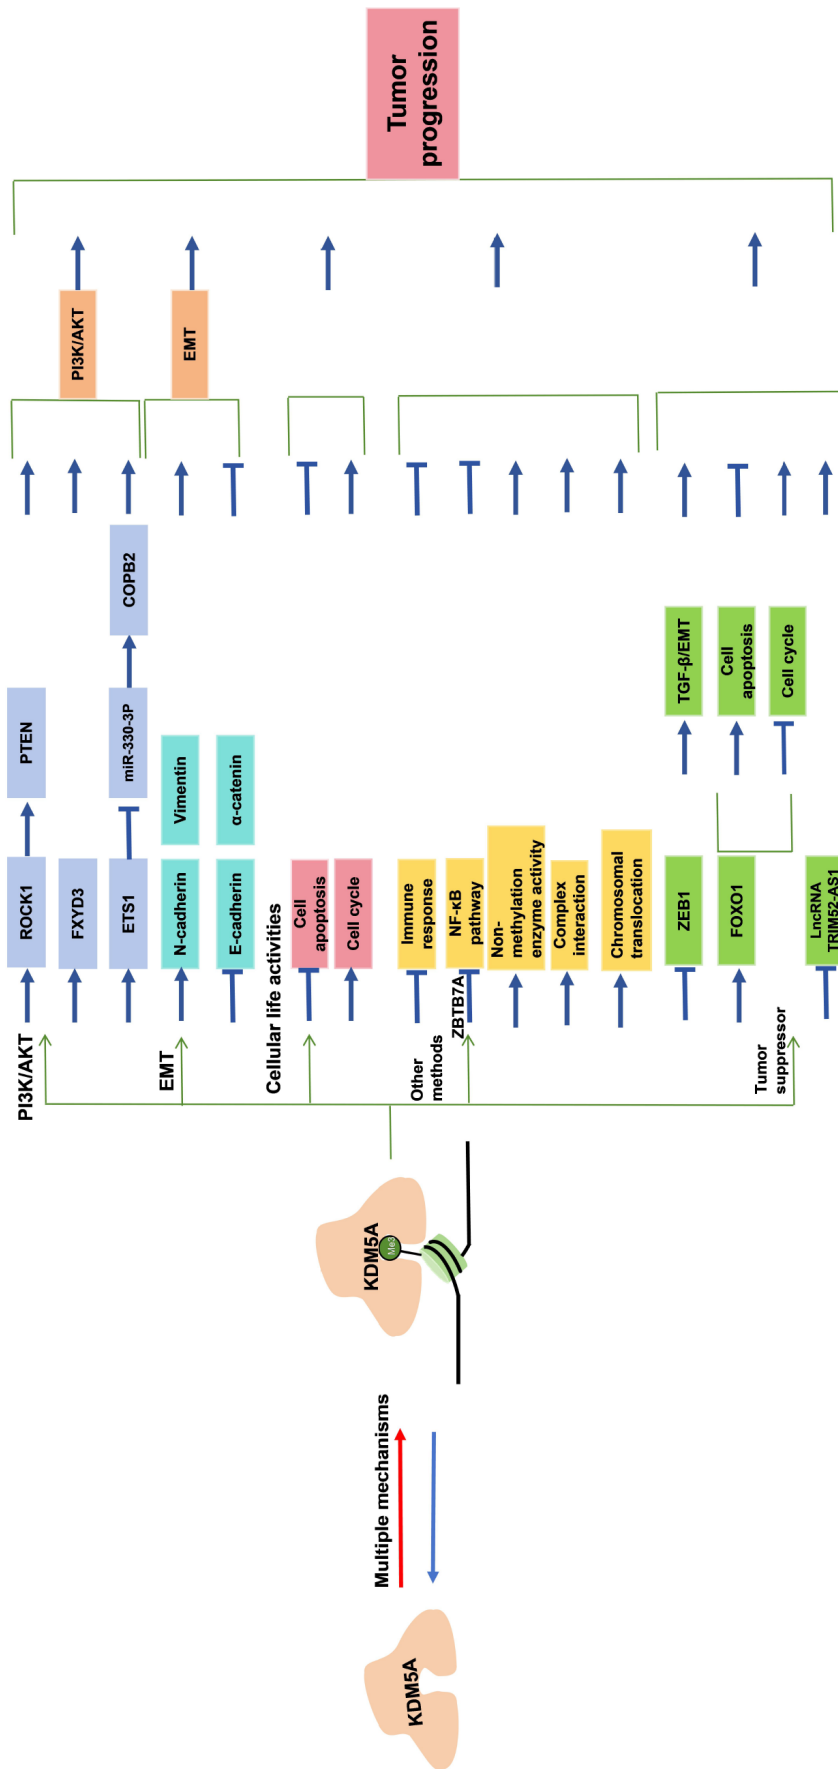 KDM5A
Multiple mechanisms
KDM5A
Me3
PI3K/AKT
ROCK1
PTEN
FXYD3
ETS1
miR-330-3P
COPB2
PI3K/AKT
EMT
N-cadherin
Vimentin
E-cadherin
α-catenin
EMT
Cellular life activities
Cell
apoptosis
Cell cycle
Other
methods
Immune
response
ZBTB7A
NF-κB
pathway
Non-
methylation
enzyme activity
Complex
interaction
Chromosomal
translocation
Tumor
suppressor
ZEB1
TGF-β/EMT
FOXO1
Cell
apoptosis
Cell cycle
LncRNA
TRIM52-AS1
Tumor
progression